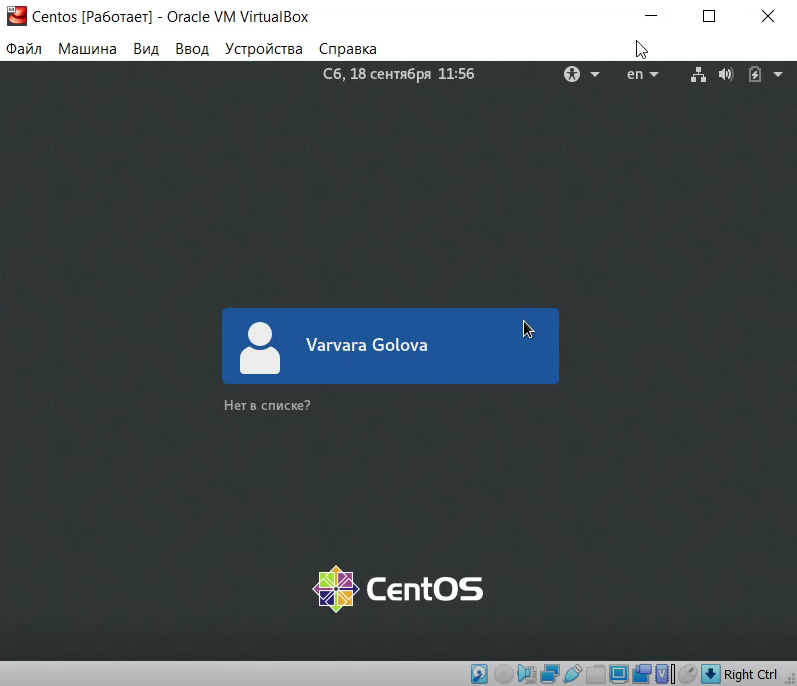 Centos [Работает] - Oracle VM VirtualBox
Файл Машина Вид Ввод Устройства Справка
Сб, 18 сентября 11:56 en
Varvara Golova
Нет в списке?
CentOS
Right Ctrl